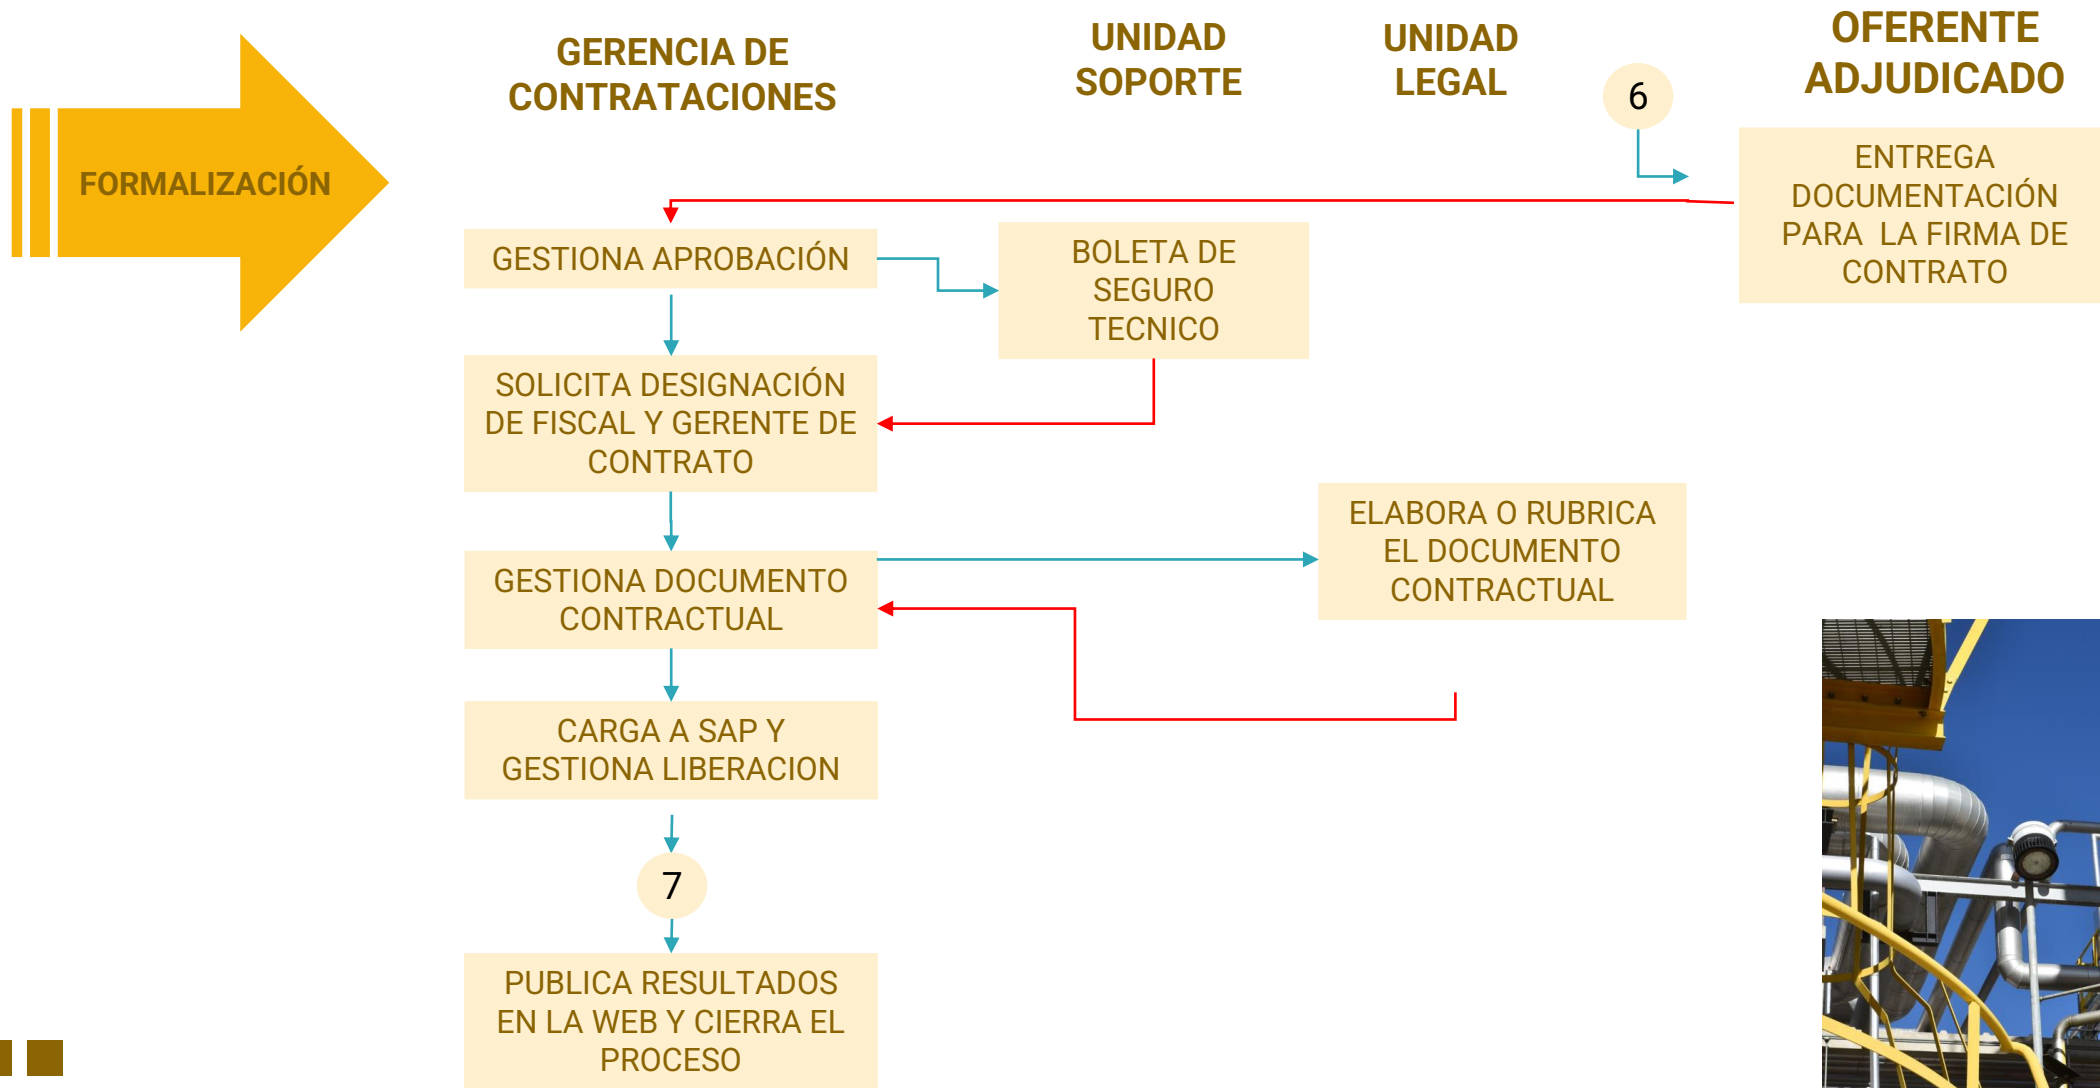 FORMALIZACIÓN
GERENCIA DE
CONTRATACIONES
UNIDAD
SOPORTE
UNIDAD
LEGAL
6
OFERENTE
ADJUDICADO
ENTREGA
DOCUMENTACIÓN
PARA LA FIRMA DE
CONTRATO
GESTIONA APROBACIÓN
BOLETA DE
SEGURO
TECNICO
SOLICITA DESIGNACIÓN
DE FISCAL Y GERENTE DE
CONTRATO
GESTIONA DOCUMENTO
CONTRACTUAL
ELABORA O RUBRICA
EL DOCUMENTO
CONTRACTUAL
CARGA A SAP Y
GESTIONA LIBERACION
7
PUBLICA RESULTADOS
EN LA WEB Y CIERRA EL
PROCESO